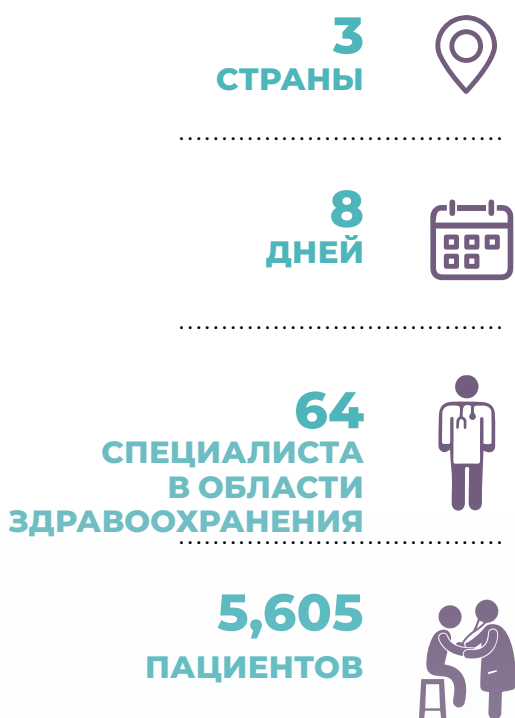 3
СТРАНЫ
8
ДНЕЙ
64
СПЕЦИАЛИСТА
В ОБЛАСТИ
ЗДРАВООХРАНЕНИЯ
5,605
ПАЦИЕНТОВ